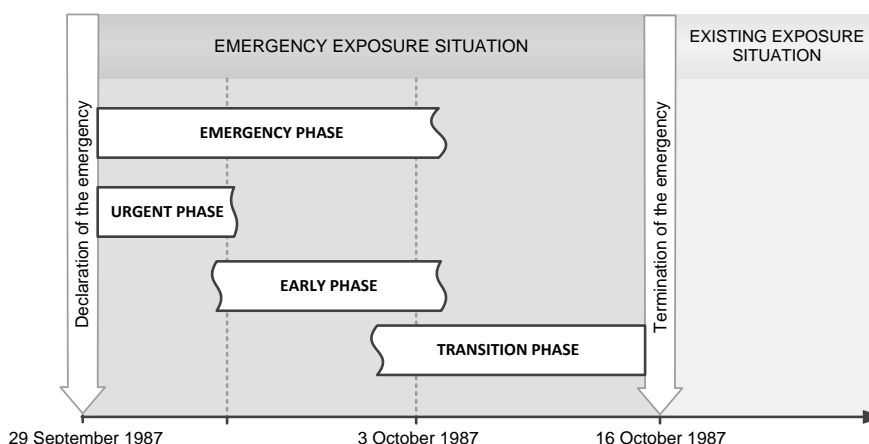 EMERGENCY EXPOSURE SITUATION
EXISTING EXPOSURE
SITUATION
Declaration of the emergency
EMERGENCY PHASE
URGENT PHASE
EARLY PHASE
TRANSITION PHASE
Termination of the emergency
29 September 1987
3 October 1987
16 October 1987